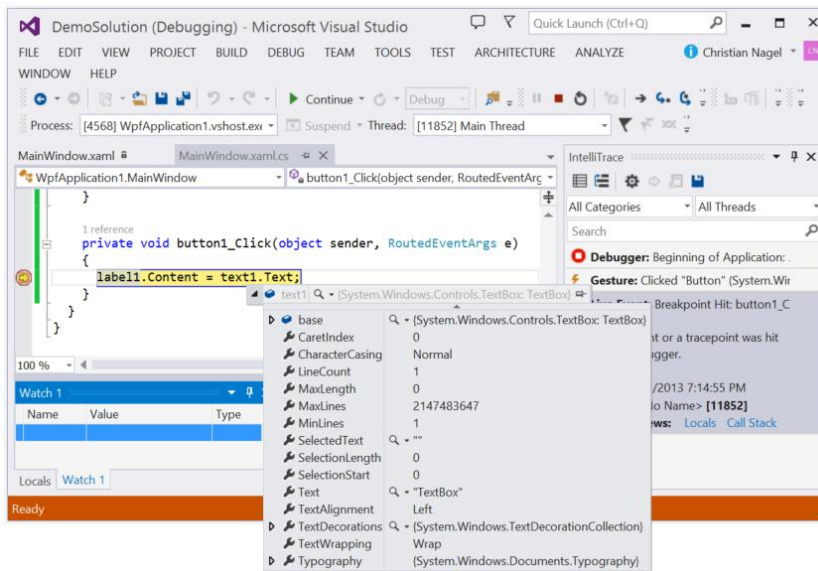 DemoSolution (Debugging) - Microsoft Visual Studio
Quick Launch (Ctrl+Q)
FILE EDIT VIEW PROJECT BUILD DEBUG TEAM TOOLS TEST ARCHITECTURE ANALYZE
Christian Nagel
CN
WINDOW HELP
Continue
Debug
Process: [4568] WpfApplication1.vshost.exe
Suspend
Thread: [11852] Main Thread
MainWindow.xaml
MainWindow.xaml.cs
WpfApplication1.MainWindow
button1_Click(object sender, RoutedEventArg
}
1 reference
private void button1_Click(object sender, RoutedEventArgs e)
{
label1.Content = text1.Text;
}
}
}
100 %
text1 {System.Windows.Controls.TextBox: TextBox}
base {System.Windows.Controls.TextBox: TextBox}
CaretIndex 0
CharacterCasing Normal
LineCount 1
MaxLength 0
MaxLines 2147483647
MinLines 1
SelectedText ""
SelectionLength 0
SelectionStart 0
Text "TextBox"
TextAlignment Left
TextDecorations {System.Windows.TextDecorationCollection}
TextWrapping Wrap
Typography {System.Windows.Documents.Typography}
Watch 1
Name Value Type
Locals Watch 1
Ready
IntelliTrace
All Categories
All Threads
Search
Debugger: Beginning of Application:
Gesture: Clicked "Button" (System.Wir
Breakpoint Hit: button1_C
or a tracepoint was hit
/2013 7:14:55 PM
Name> [11852]
Locals Call Stack